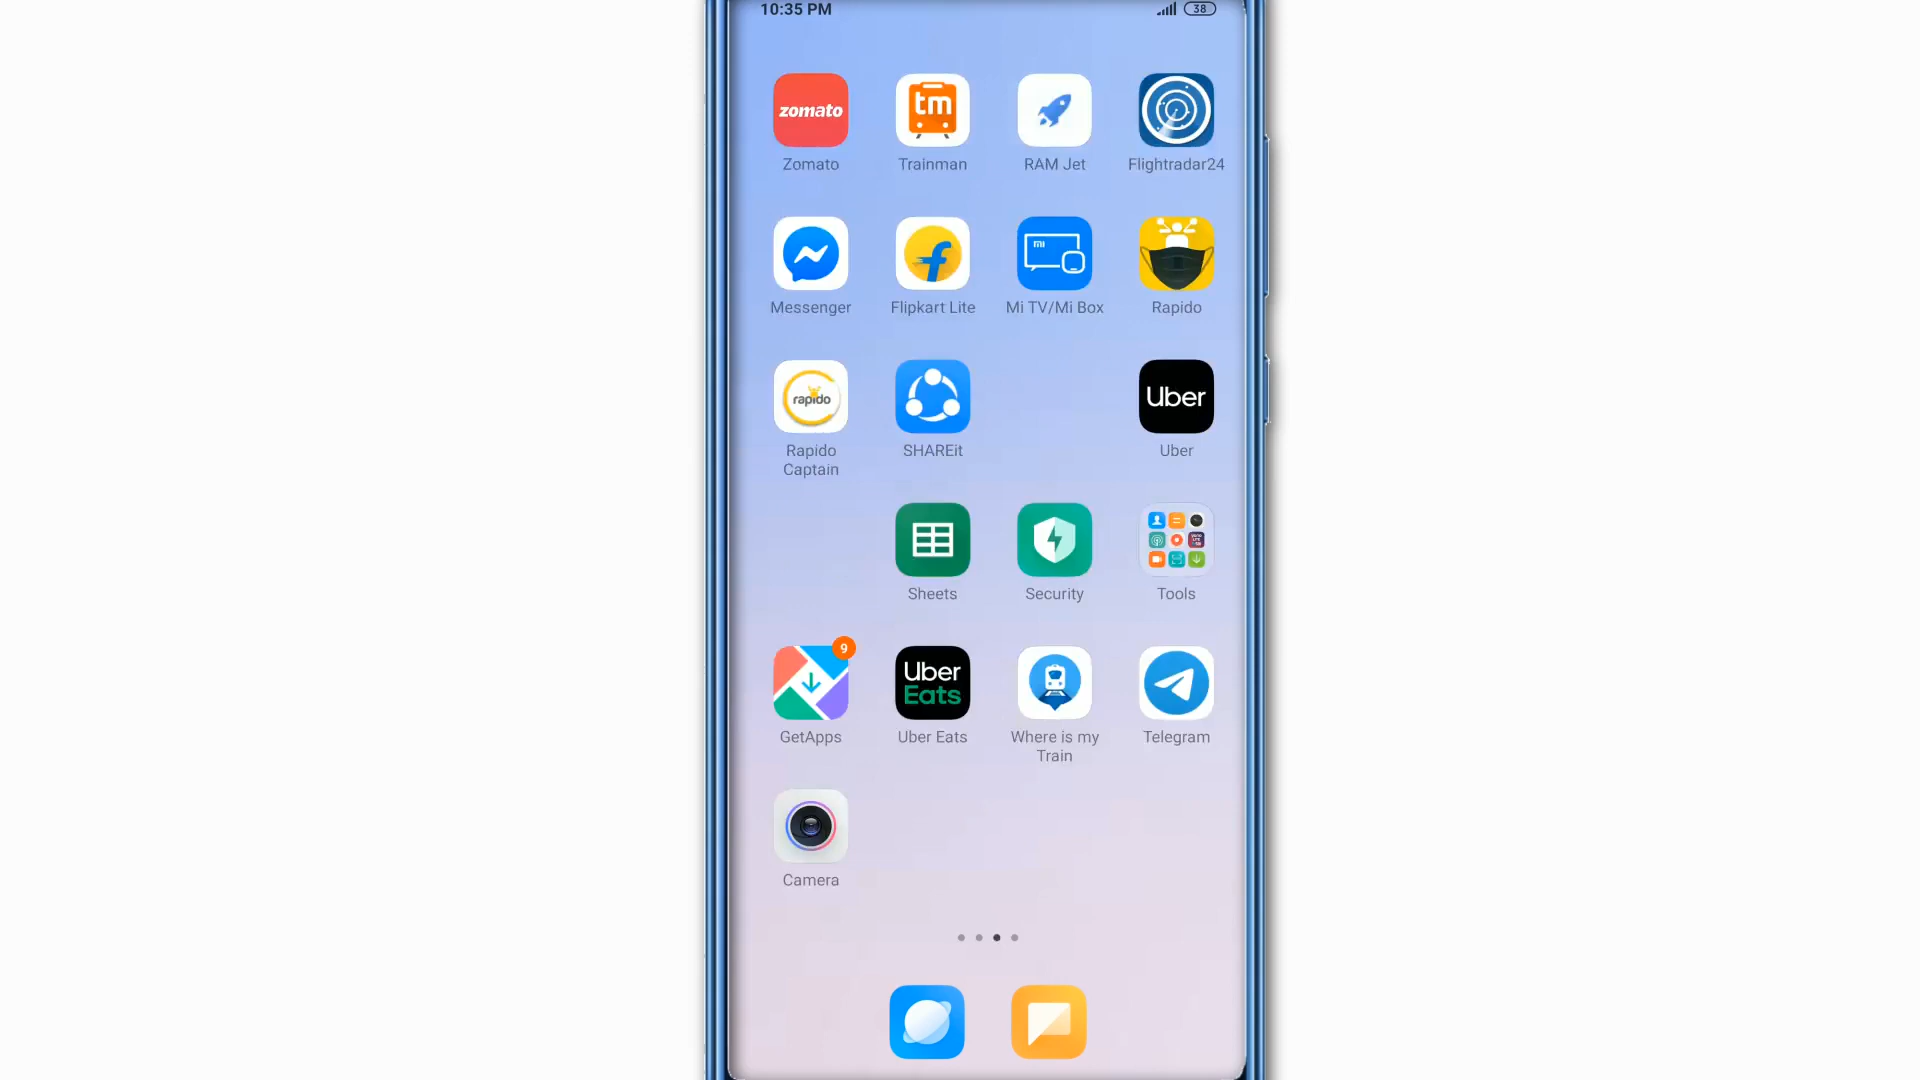 10:35 PM 38
zomato tm
Zomato Trainman RAM Jet Flightradar24
mi
Messenger Flipkart Lite Mi TV/Mi Box Rapido
rapido Uber
Rapido SHAREit Uber
Captain
Sheets Security Tools
9
Uber
Eats
GetApps Uber Eats Where is my Telegram
Train
Camera